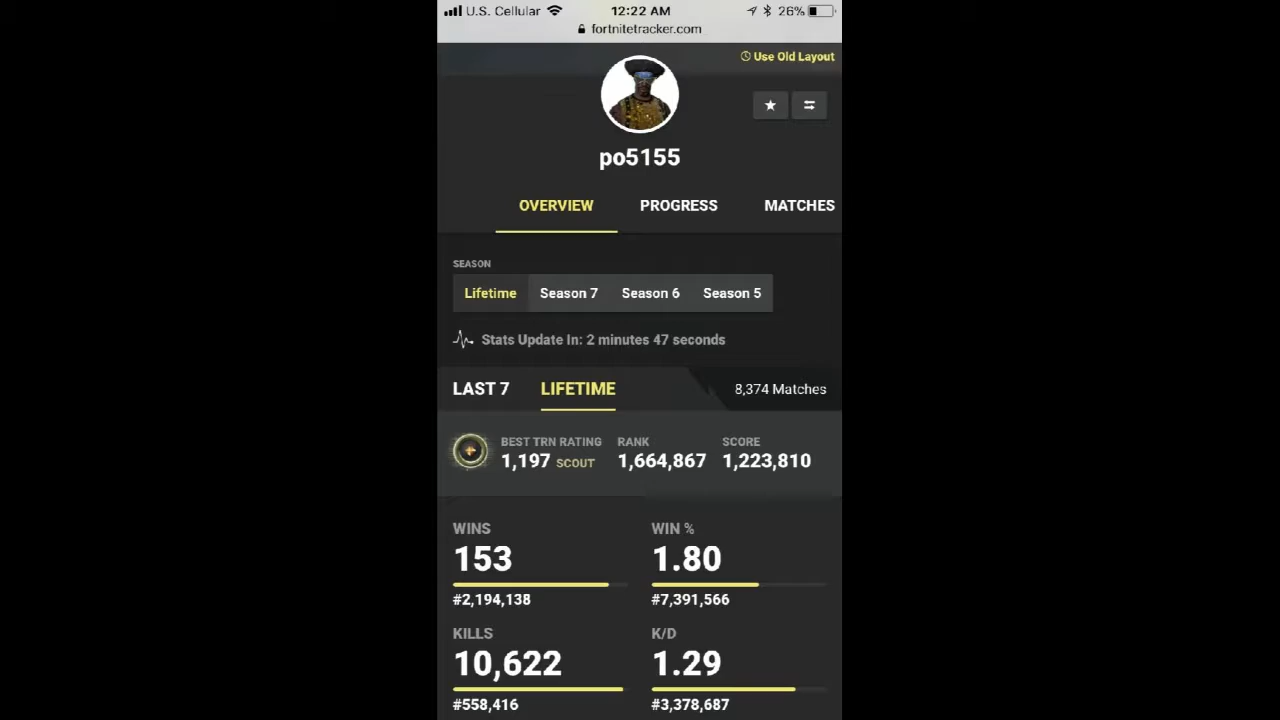 U.S. Cellular 12:22 AM 26%
fortnitetracker.com
Use Old Layout
po5155
OVERVIEW PROGRESS MATCHES
SEASON
Lifetime Season 7 Season 6 Season 5
Stats Update In: 2 minutes 47 seconds
LAST 7 LIFETIME 8,374 Matches
BEST TRN RATING RANK SCORE
1,197 SCOUT 1,664,867 1,223,810
WINS WIN %
153 1.80
#2,194,138 #7,391,566
KILLS K/D
10,622 1.29
#558,416 #3,378,687